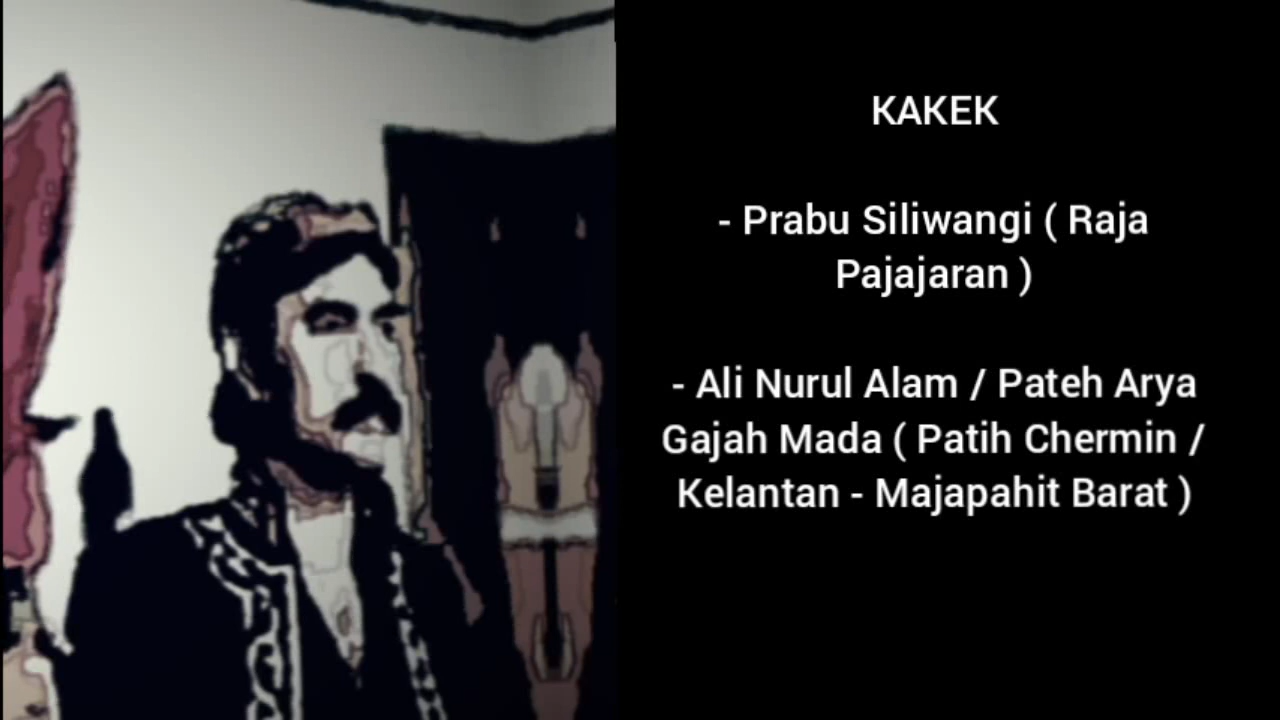 KAKEK
- Prabu Siliwangi ( Raja
Pajajaran )
- Ali Nurul Alam / Pateh Arya
Gajah Mada ( Patih Chermin /
Kelantan - Majapahit Barat )